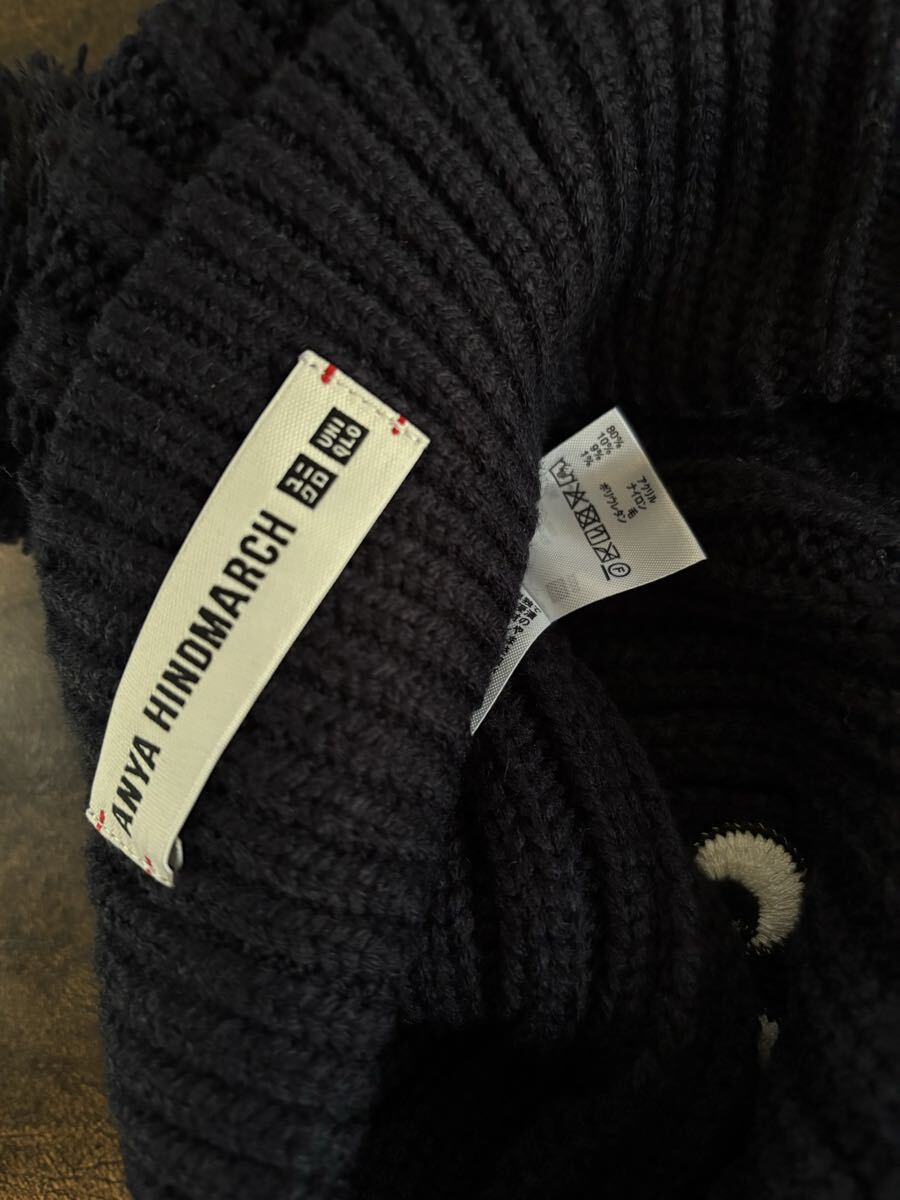 ANYA HINDMARCH
ユニ
クロ
UNI
QLO
アクリル 80%
ナイロン 10%
毛 9%
ポリウレタン 1%
F